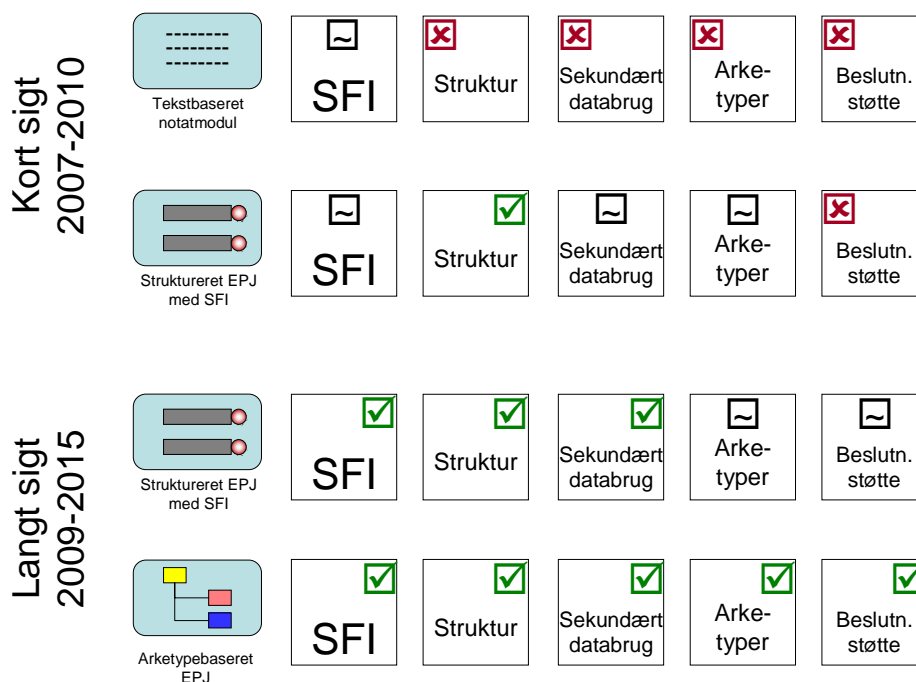 Kort sigt
2007-2010
Tekstbaseret
notatmodul
~
SFI
Struktur
Sekundært
databrug
Arke-
typer
Beslutn.
støtte
Struktureret EPJ
med SFI
~
SFI
Struktur
~
Sekundært
databrug
~
Arke-
typer
Beslutn.
støtte
Langt sigt
2009-2015
Struktureret EPJ
med SFI
SFI
Struktur
Sekundært
databrug
~
Arke-
typer
~
Beslutn.
støtte
Arketypebaseret
EPJ
SFI
Struktur
Sekundært
databrug
Arke-
typer
Beslutn.
støtte